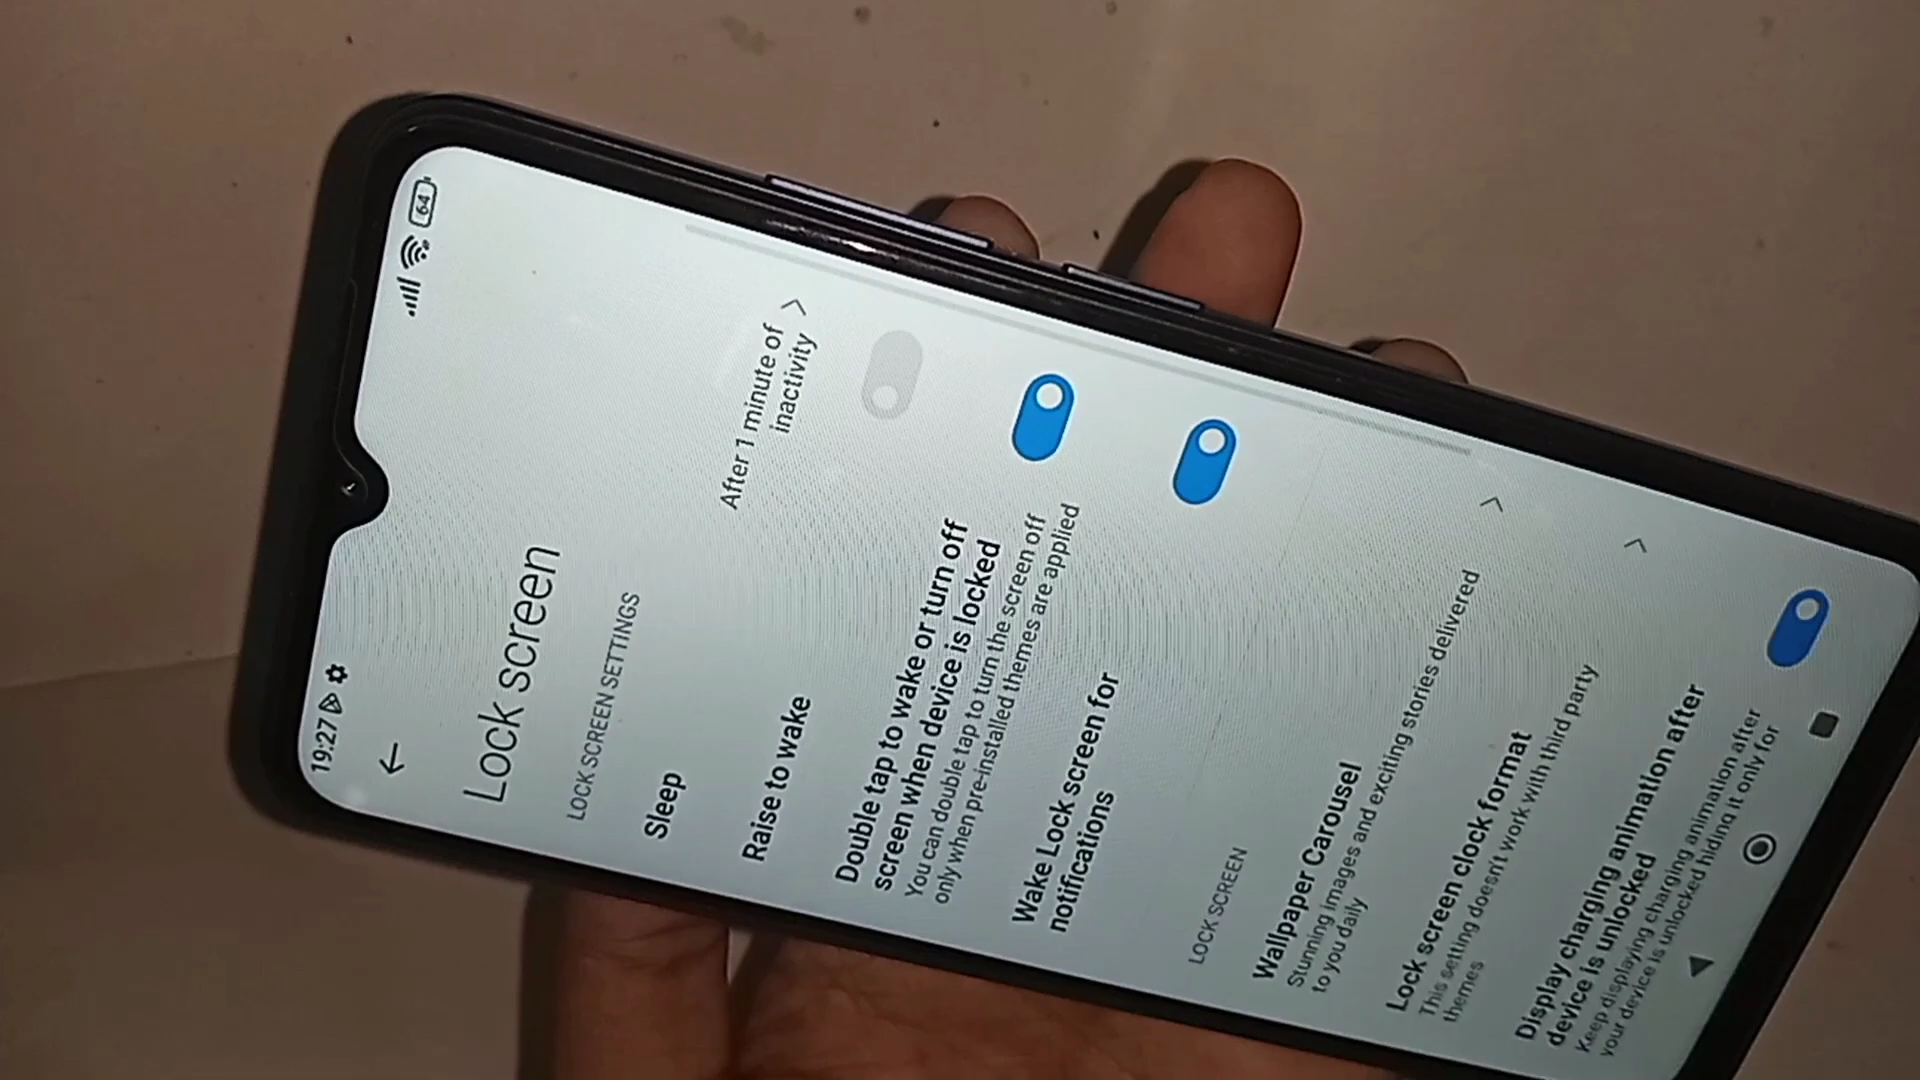 19:27
64
Lock screen
LOCK SCREEN SETTINGS
Sleep
After 1 minute of
inactivity
Raise to wake
Double tap to wake or turn off
screen when device is locked
You can double tap to turn the screen off
only when pre-installed themes are applied
Wake Lock screen for
notifications
LOCK SCREEN
Wallpaper Carousel
Stunning images and exciting stories delivered
to you daily
Lock screen clock format
This setting doesn't work with third party
themes
Display charging animation after
device is unlocked
Keep displaying charging animation after
your device is unlocked hiding it only for